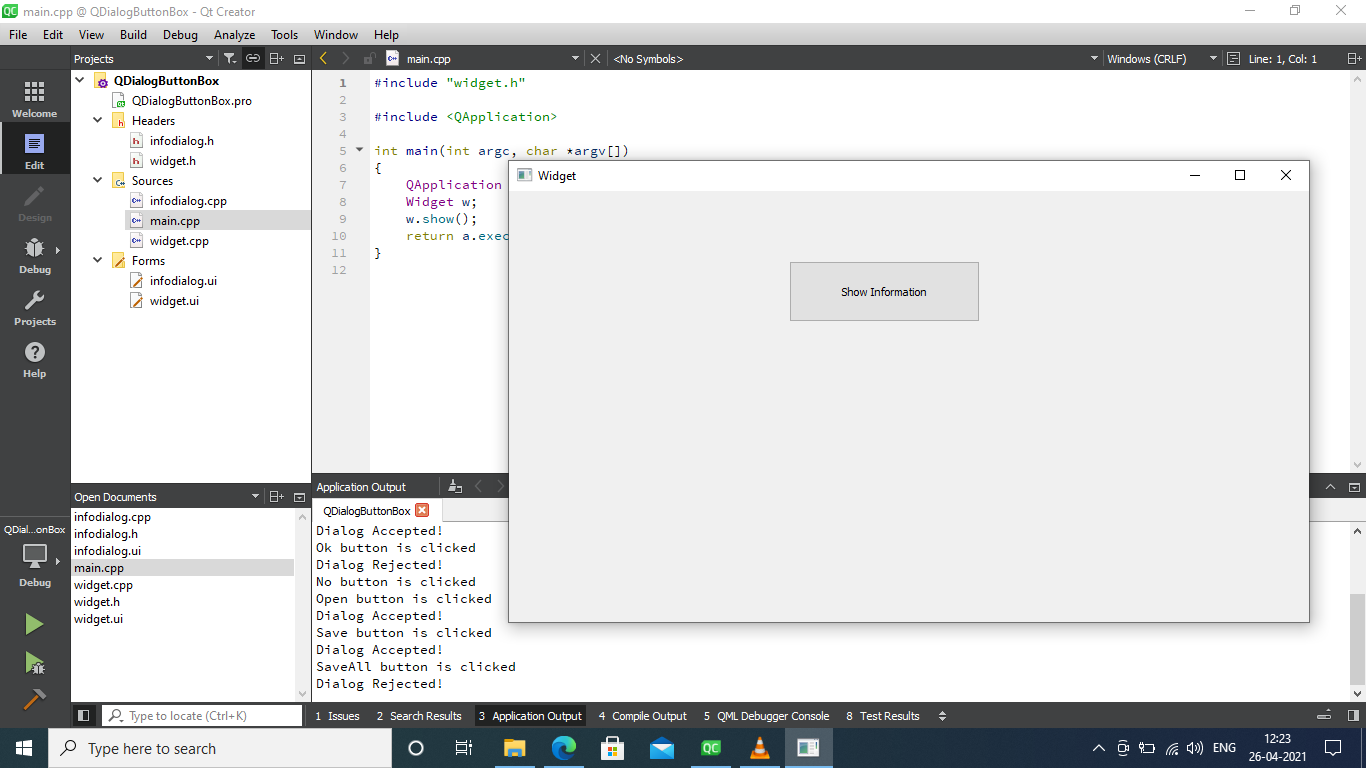 main.cpp @ QDialogButtonBox - Qt Creator
File Edit View Build Debug Analyze Tools Window Help
Projects
main.cpp
<No Symbols>
Windows (CRLF)
Line: 1, Col: 1
Welcome
Edit
Design
Debug
Projects
Help
QDialogButtonBox
QDialogButtonBox.pro
Headers
infodialog.h
widget.h
Sources
infodialog.cpp
main.cpp
widget.cpp
Forms
infodialog.ui
widget.ui
1 #include "widget.h"
2
3 #include <QApplication>
4
5 int main(int argc, char *argv[])
6 {
7 QApplication
8 Widget w;
9 w.show();
10 return a.exec
11 }
12
Widget
Show Information
Open Documents
infodialog.cpp
infodialog.h
infodialog.ui
main.cpp
widget.cpp
widget.h
widget.ui
QDial...onBox
Debug
Application Output
QDialogButtonBox
Dialog Accepted!
Ok button is clicked
Dialog Rejected!
No button is clicked
Open button is clicked
Dialog Accepted!
Save button is clicked
Dialog Accepted!
SaveAll button is clicked
Dialog Rejected!
Type to locate (Ctrl+K)
1 Issues 2 Search Results 3 Application Output 4 Compile Output 5 QML Debugger Console 8 Test Results
Type here to search
ENG
12:23
26-04-2021